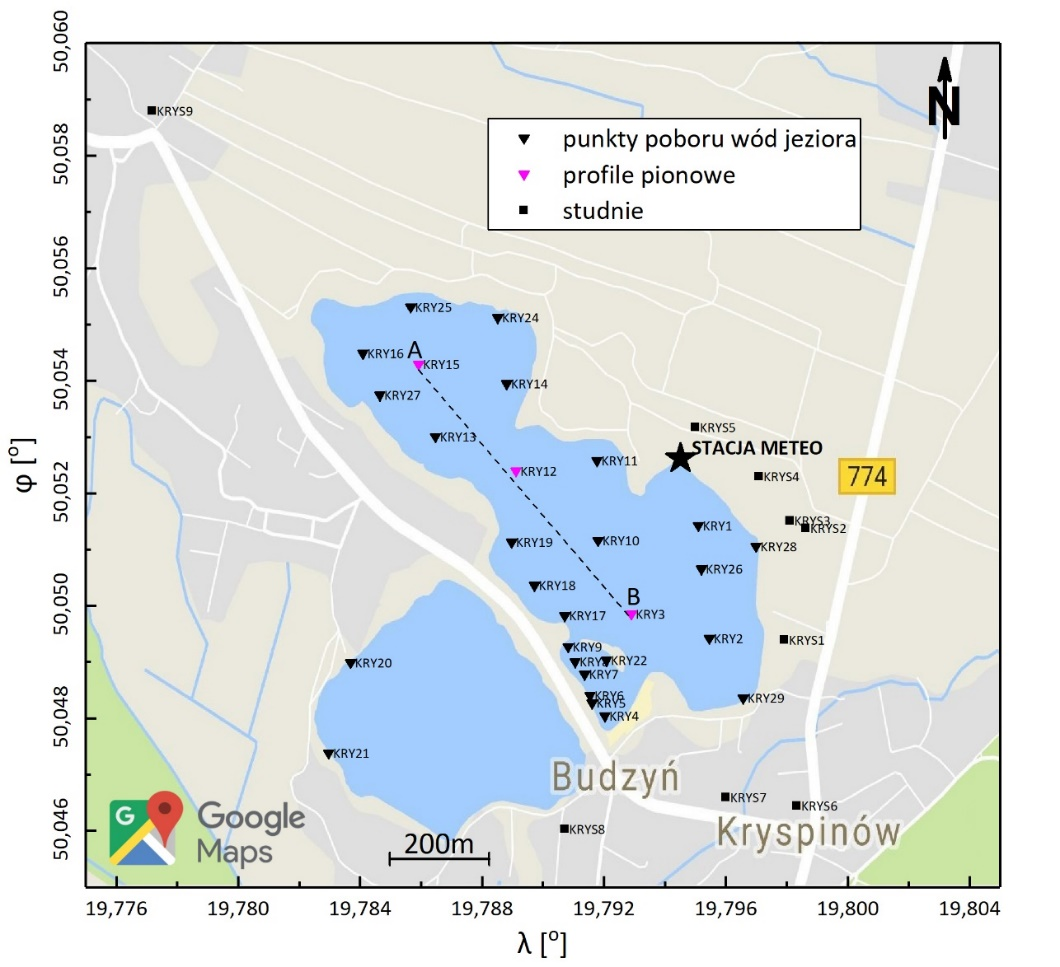 50,060
50,058
50,056
50,054
50,052
50,050
50,048
50,046
φ [º]
N
punkty poboru wód jeziora
profile pionowe
studnie
KRYS9
KRY25
KRY24
A
KRY16
KRY15
KRY14
KRY27
KRY13
KRYS5
STACJA METEO
KRY12
KRY11
KRYS4
774
KRYS3
KRYS2
KRY1
KRY19
KRY10
KRY28
KRY26
KRY18
B
KRY17
KRY3
KRY9
KRY2
KRYS1
KRY22
KRY20
KRY7
KRY6
KRY5
KRY29
KRY4
KRY21
Budzyń
KRYS7
KRYS6
Kryspinów
KRYS8
G
Google
Maps
200m
19,776
19,780
19,784
19,788
19,792
19,796
19,800
19,804
λ [º]